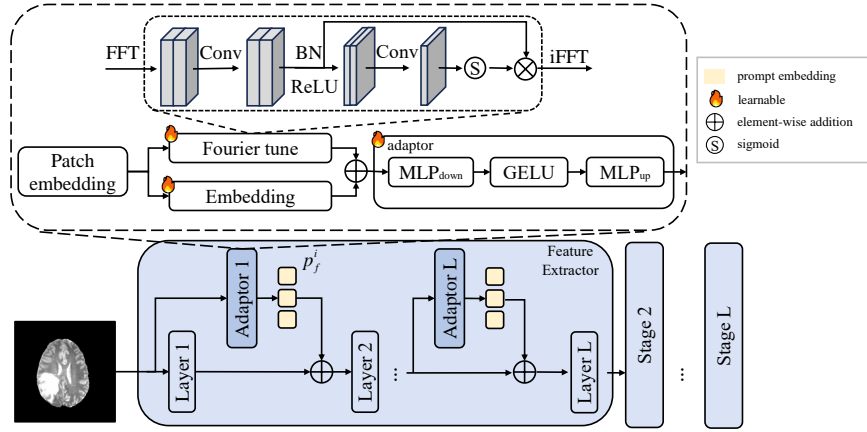 FFT
Conv
BN
ReLU
Conv
S
iFFT
prompt embedding
learnable
element-wise addition
S
sigmoid
Patch
embedding
Fourier tune
Embedding
adaptor
MLPdown
GELU
MLPup
Layer 1
Adaptor 1
p_f^i
Layer 2
...
Adaptor L
Layer L
Feature
Extractor
Stage 2
...
Stage L